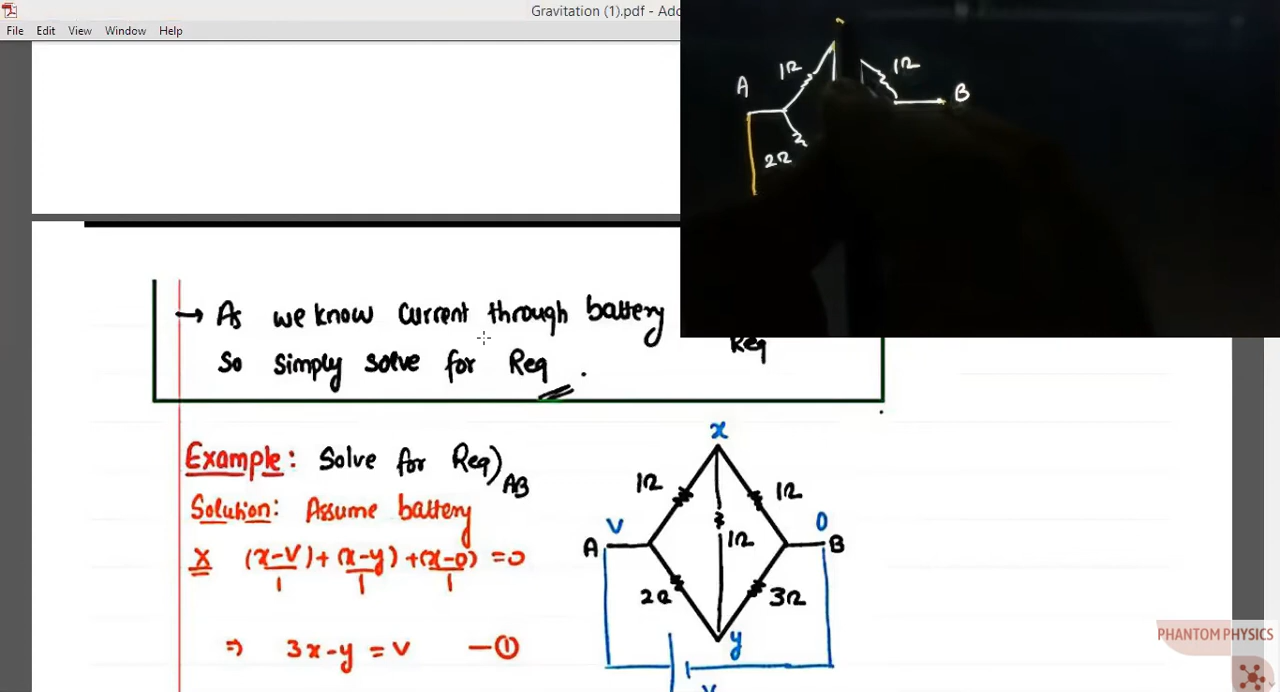 Gravitation (1).pdf - Ado
File Edit View Window Help
1Ω 1Ω
A B
2Ω
→ As we know current through battery
So simply solve for Req . Req
Example: Solve for Req)AB
Solution: Assume battery
x (x-V)/1 + (x-y)/1 + (x-0)/1 = 0
⇒ 3x-y = V —①
x
1Ω 1Ω
V 0
A 1Ω B
2Ω 3Ω
y
V
PHANTOM PHYSICS